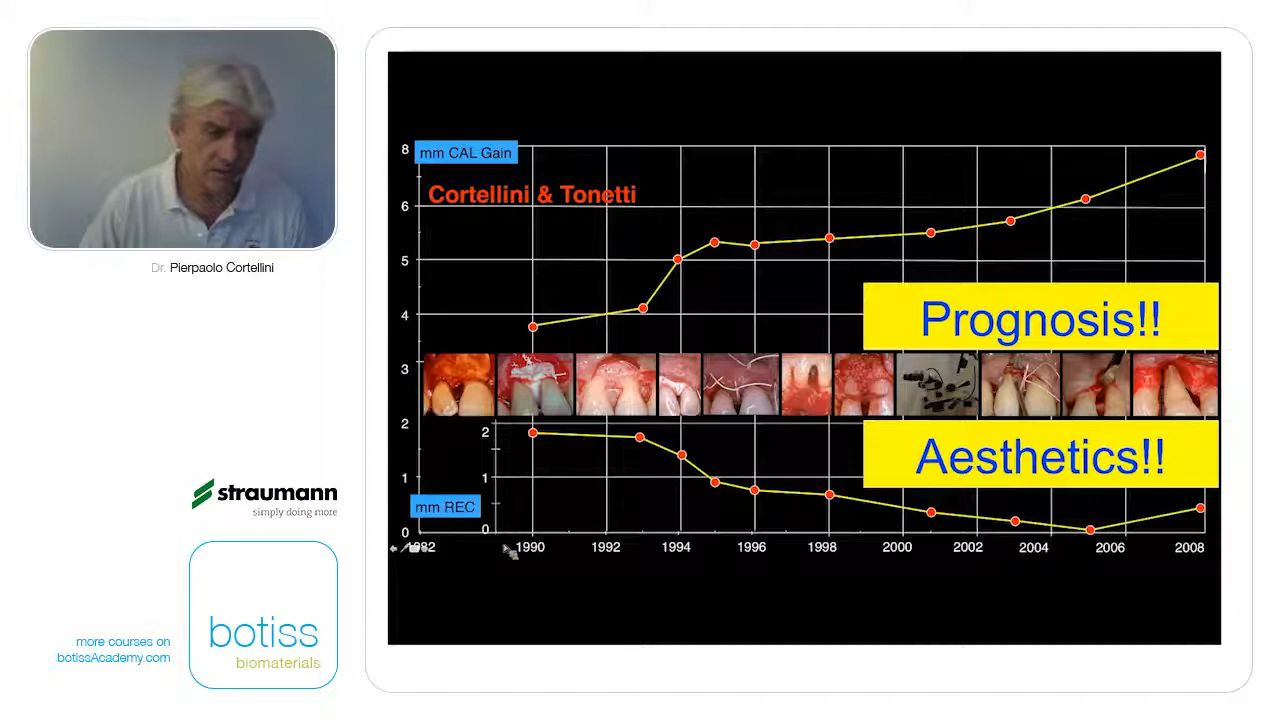 Dr. Pierpaolo Cortellini
straumann
simply doing more
more courses on
botissAcademy.com
botiss
biomaterials
8
mm CAL Gain
Cortellini & Tonetti
6
5
4
Prognosis!!
3
2
2
Aesthetics!!
1
1
mm REC
0
0
1982 1990 1992 1994 1996 1998 2000 2002 2004 2006 2008